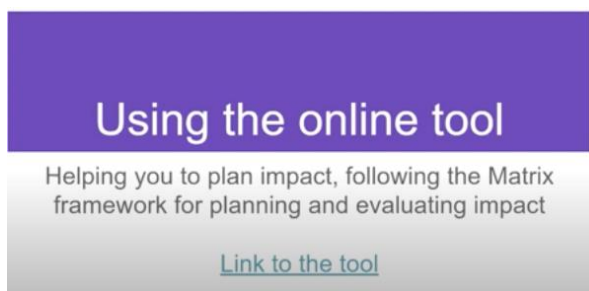 Using the online tool
Helping you to plan impact, following the Matrix
framework for planning and evaluating impact
Link to the tool